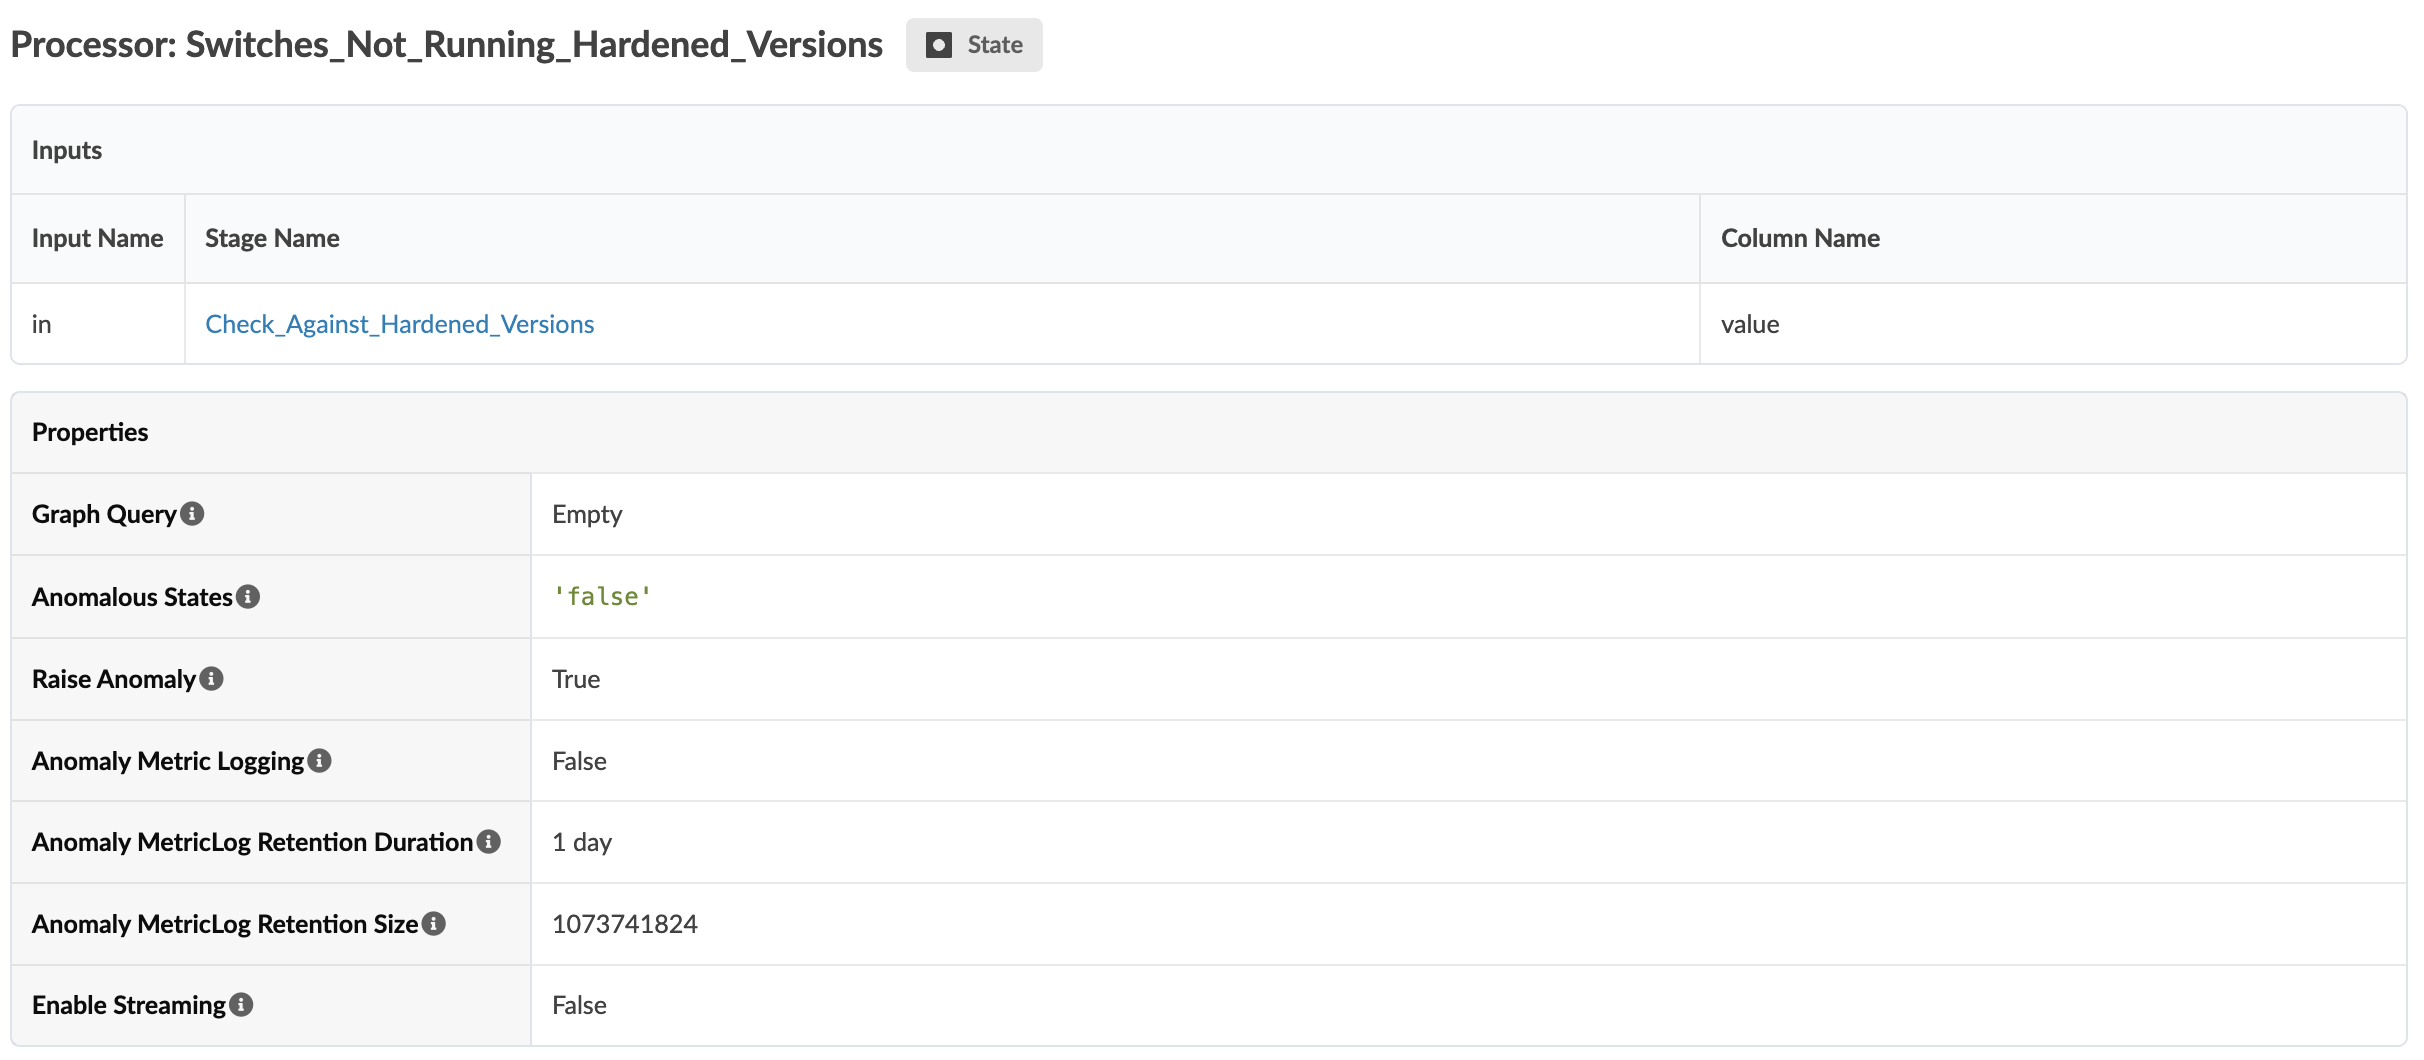 Processor: Switches_Not_Running_Hardened_Versions State
Inputs
Input Name Stage Name Column Name
in Check_Against_Hardened_Versions value
Properties
Graph Query Empty
Anomalous States 'false'
Raise Anomaly True
Anomaly Metric Logging False
Anomaly MetricLog Retention Duration 1 day
Anomaly MetricLog Retention Size 1073741824
Enable Streaming False